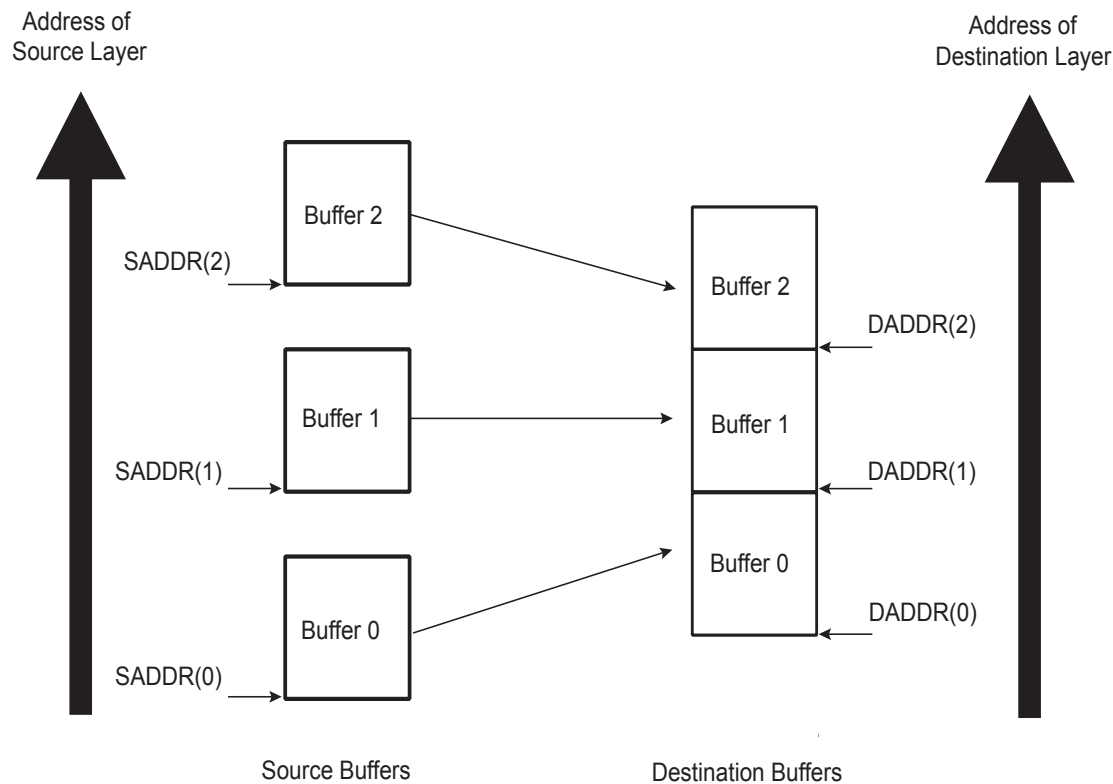 Address of
Source Layer
Address of
Destination Layer
Buffer 2
SADDR(2)
Buffer 2
DADDR(2)
Buffer 1
Buffer 1
SADDR(1)
DADDR(1)
Buffer 0
Buffer 0
DADDR(0)
SADDR(0)
Source Buffers
Destination Buffers